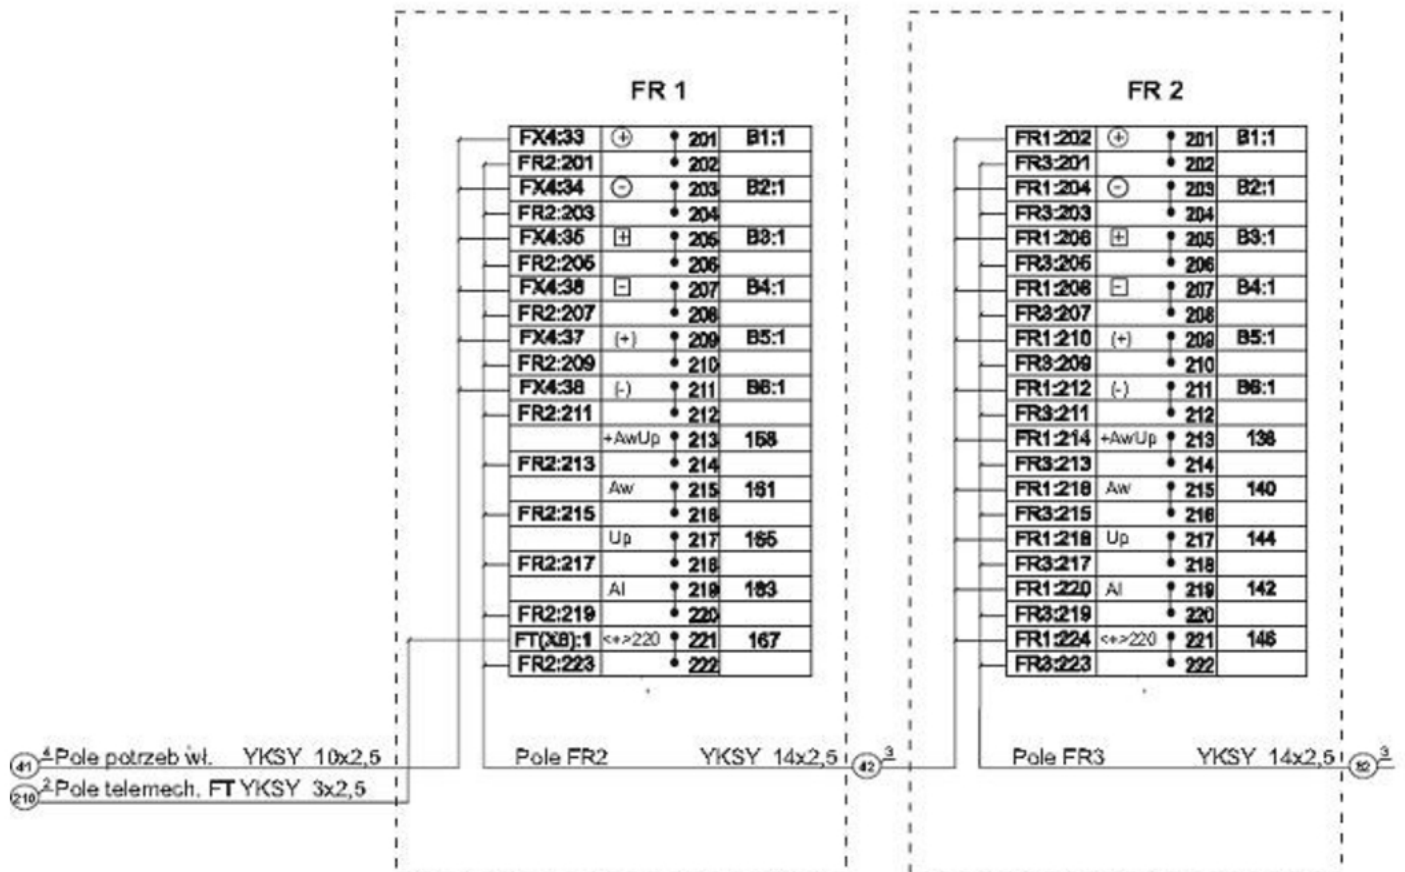 FR 1
FX4:33 + 201 B1:1
FR2:201 202
FX4:34 - 203 B2:1
FR2:203 204
FX4:35 + 205 B3:1
FR2:205 206
FX4:36 - 207 B4:1
FR2:207 208
FX4:37 (+) 209 B5:1
FR2:209 210
FX4:38 (-) 211 B6:1
FR2:211 212
+AwUp 213
FR2:213 214
Aw 215 161
FR2:215 216
Up 217 165
FR2:217 218
Al 219
FR2:219 220
FT(X8):1 <+>220 221 167
FR2:223 222
Pole FR2 YKSY 14x2,5
42 3
4 Pole potrzeb wł. YKSY 10x2,5
41
2 Pole telemech. FT YKSY 3x2,5
210
FR 2
FR1:202 + 201 B1:1
FR3:201 202
FR1:204 - 203 B2:1
FR3:203 204
FR1:206 + 205 B3:1
FR3:205 206
FR1:208 - 207 B4:1
FR3:207 208
FR1:210 (+) 209 B5:1
FR3:209 210
FR1:212 (-) 211 B6:1
FR3:211 212
FR1:214 +AwUp 213
FR3:213 214
FR1:216 Aw 215 140
FR3:215 216
FR1:218 Up 217 144
FR3:217 218
FR1:220 Al 219 142
FR3:219 220
FR1:224 <+>220 221 146
FR3:223 222
Pole FR3 YKSY 14x2,5
3